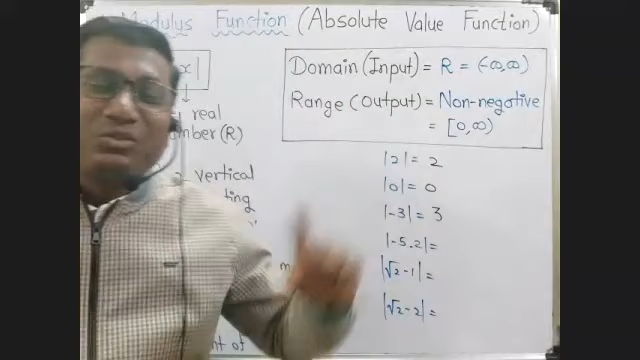 Modulus Function (Absolute Value Function)
x|
real
number (R)
vertical
Domain (Input) = R = (-∞,∞)
Range (Output) = Non-negative
= [0,∞)
|2| = 2
|0| = 0
|-3| = 3
|-5.2| =
|√2-1| =
|√2-2| =